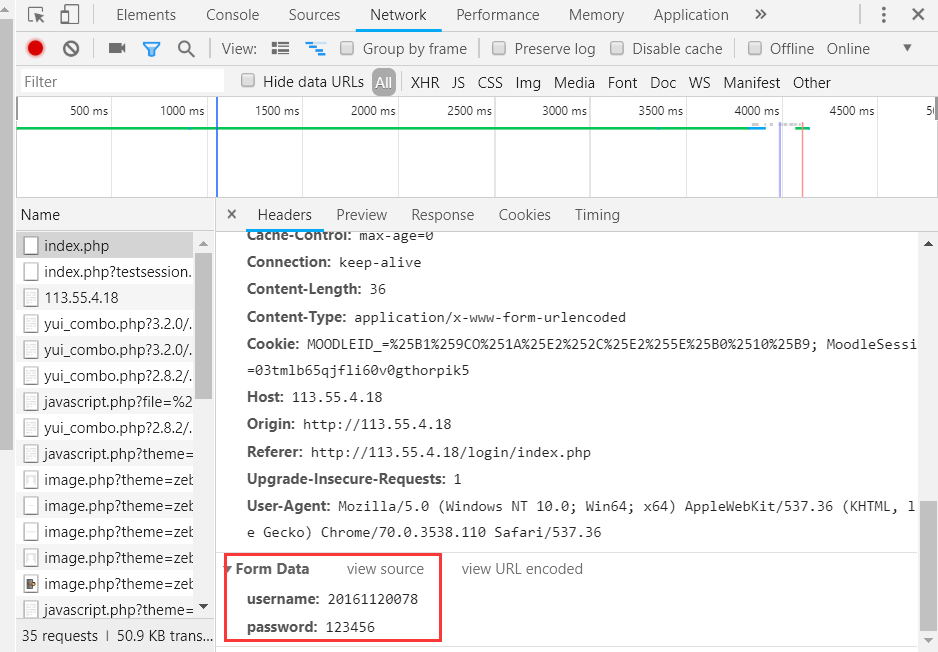 Elements Console Sources Network Performance Memory Application
View: Group by frame Preserve log Disable cache Offline Online
Filter Hide data URLs All XHR JS CSS Img Media Font Doc WS Manifest Other
500 ms 1000 ms 1500 ms 2000 ms 2500 ms 3000 ms 3500 ms 4000 ms 4500 ms 50
Name
index.php
index.php?testsession.
113.55.4.18
yui_combo.php?3.2.0/.
yui_combo.php?3.2.0/.
yui_combo.php?2.8.2/.
javascript.php?file=%2
yui_combo.php?2.8.2/.
javascript.php?theme=
image.php?theme=zeb
image.php?theme=zeb
image.php?theme=zeb
image.php?theme=zeb
image.php?theme=zeb
javascript.php?theme=
35 requests | 50.9 KB trans...
Headers Preview Response Cookies Timing
Cache-Control: max-age=0
Connection: keep-alive
Content-Length: 36
Content-Type: application/x-www-form-urlencoded
Cookie: MOODLEID_=%25B1%259CO%251A%25E2%252C%25E2%255E%25B0%2510%25B9; MoodleSessi
=03tmlb65qjfli60v0gthorpik5
Host: 113.55.4.18
Origin: http://113.55.4.18
Referer: http://113.55.4.18/login/index.php
Upgrade-Insecure-Requests: 1
User-Agent: Mozilla/5.0 (Windows NT 10.0; Win64; x64) AppleWebKit/537.36 (KHTML, l
e Gecko) Chrome/70.0.3538.110 Safari/537.36
Form Data view source view URL encoded
username: 20161120078
password: 123456